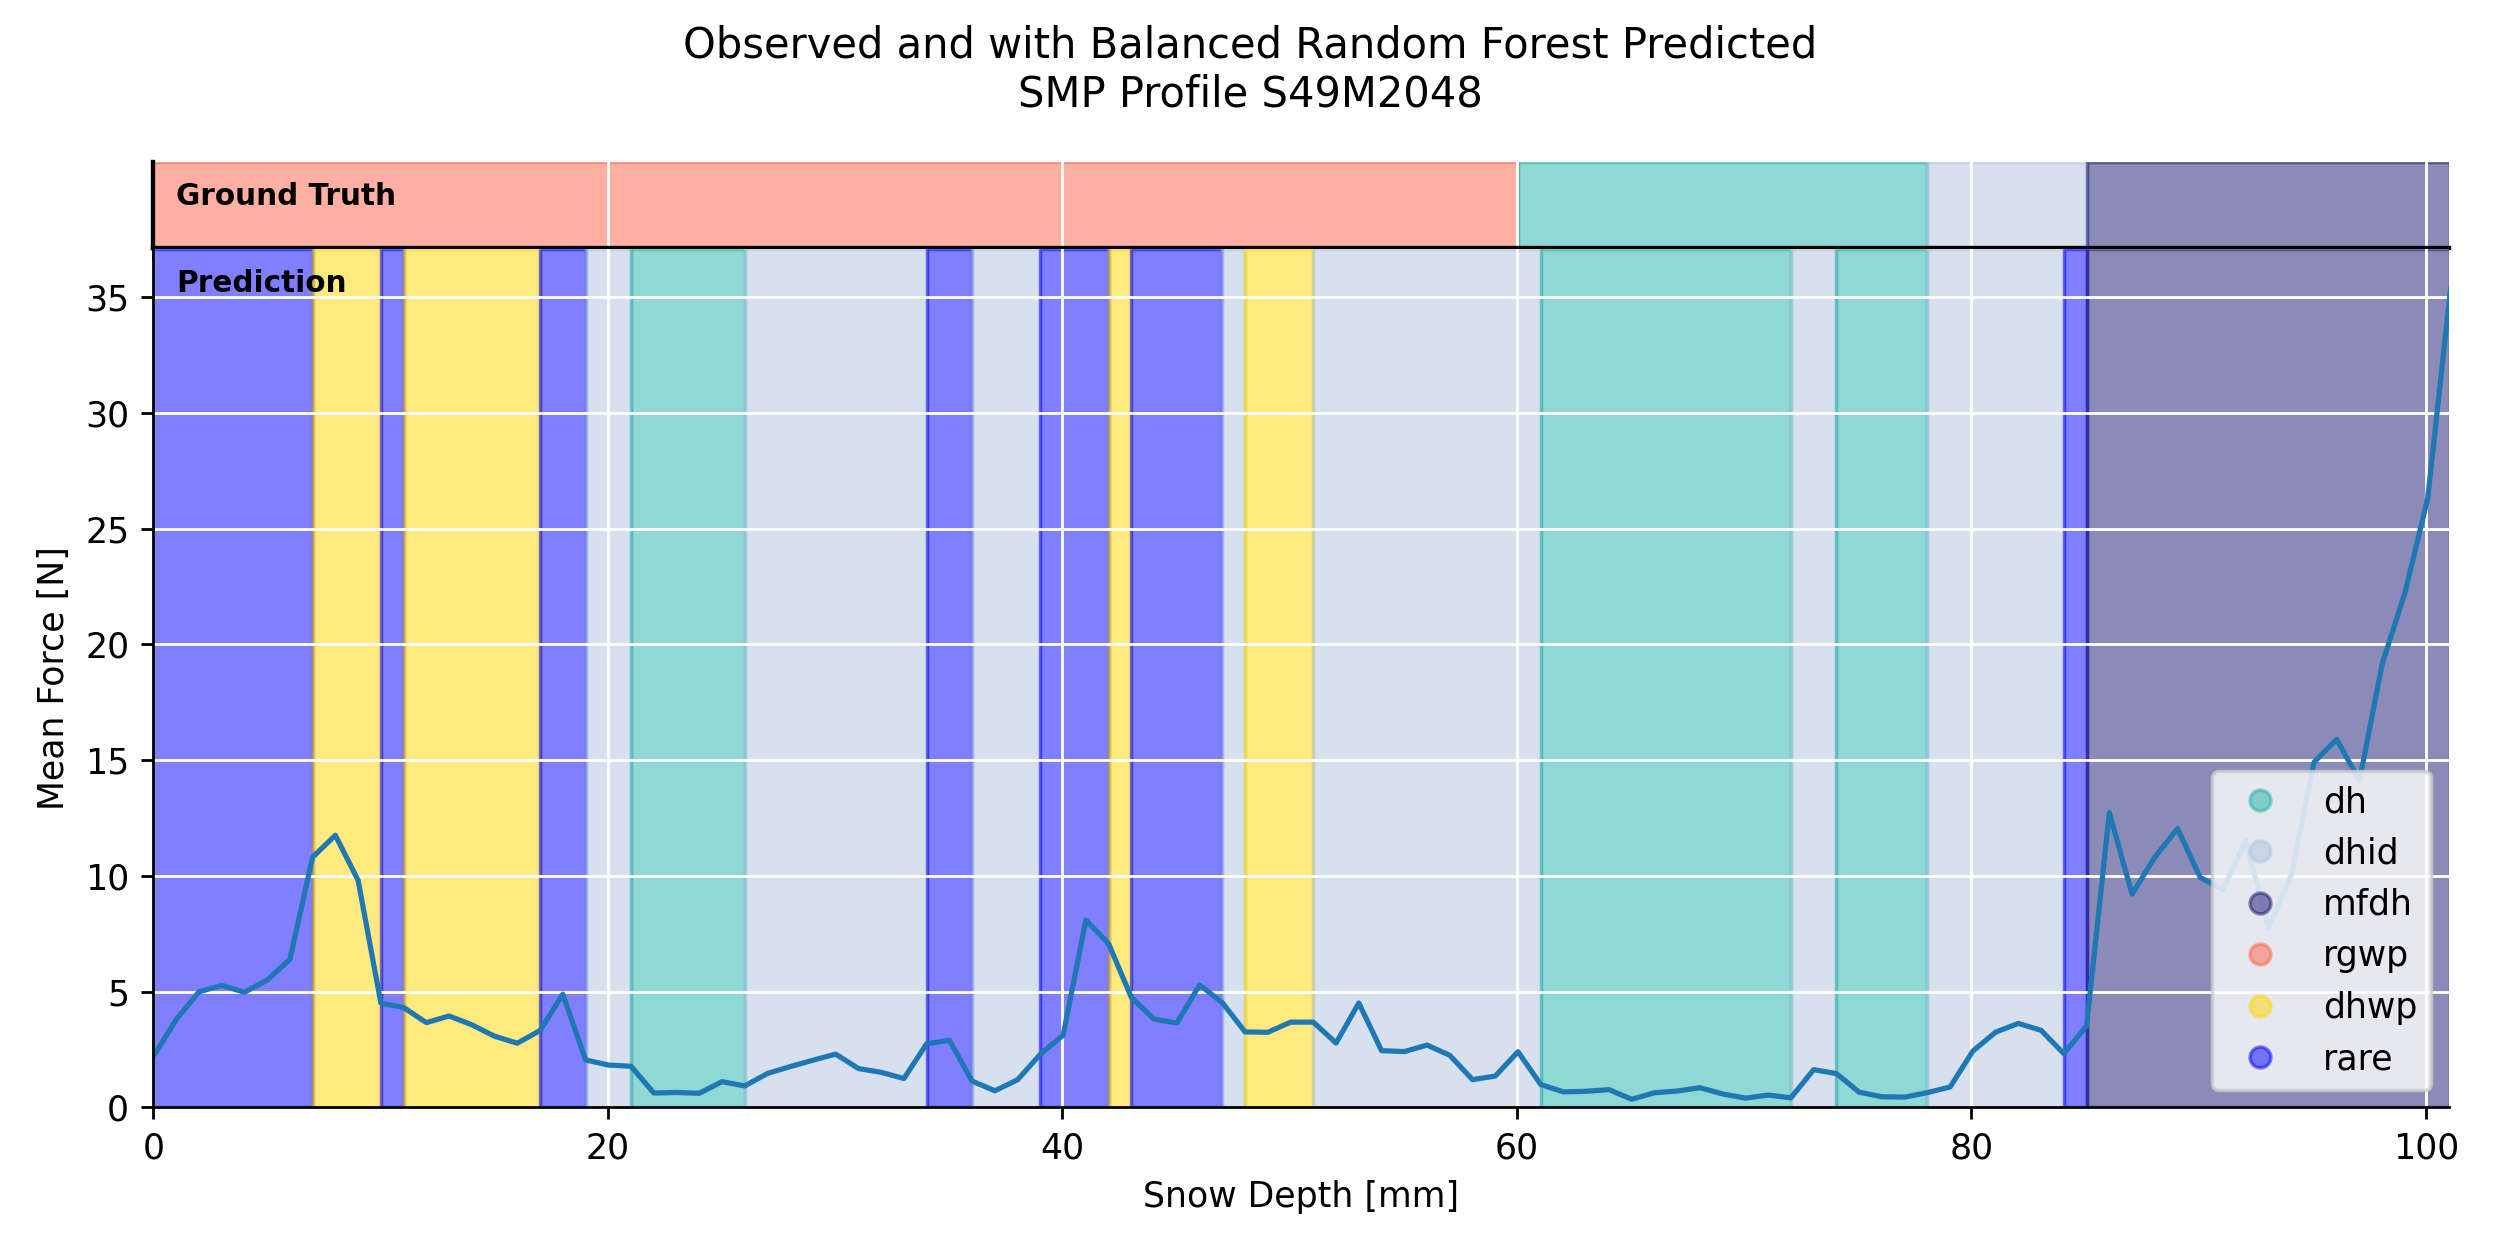 Observed and with Balanced Random Forest Predicted
SMP Profile S49M2048
Ground Truth
Prediction
35
30
25
20
15
10
5
0
Mean Force [N]
0 20 40 60 80 100
Snow Depth [mm]
dh
dhid
mfdh
rgwp
dhwp
rare